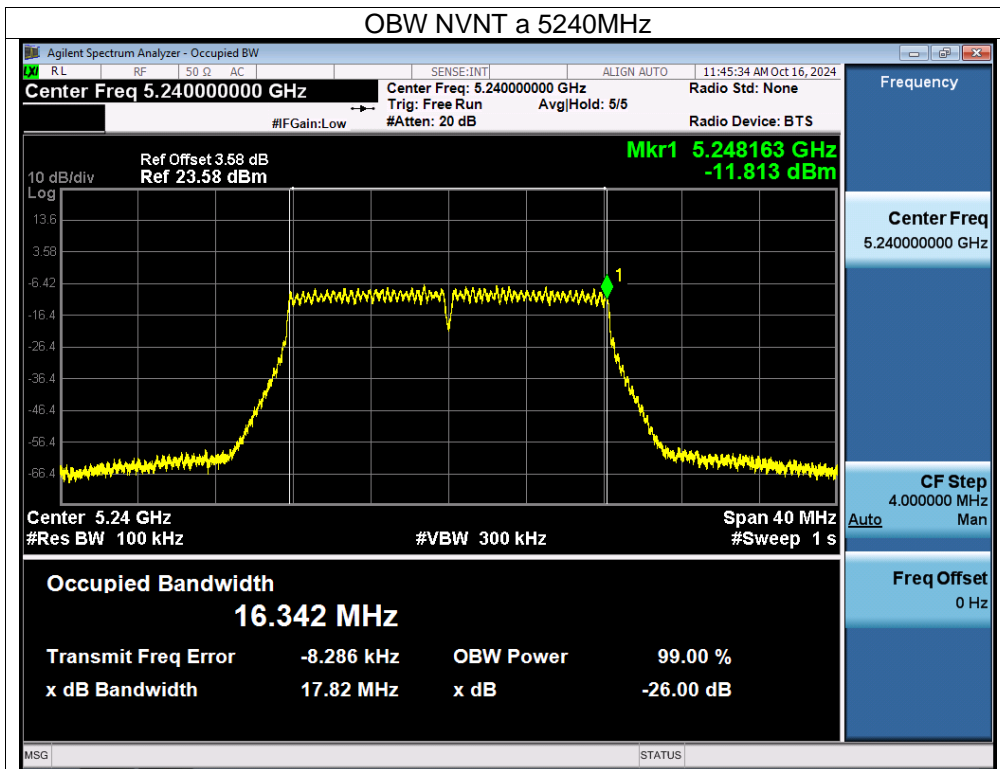 OBW NVNT a 5240MHz
Agilent Spectrum Analyzer - Occupied BW
LXI RL RF 50 Ω AC SENSE:INT ALIGN AUTO 11:45:34 AM Oct 16, 2024
Center Freq 5.240000000 GHz Center Freq: 5.240000000 GHz Radio Std: None
Trig: Free Run Avg|Hold: 5/5
#IFGain:Low #Atten: 20 dB Radio Device: BTS
Mkr1 5.248163 GHz
-11.813 dBm
Ref Offset 3.58 dB
10 dB/div Ref 23.58 dBm
Log
13.6
3.58
-6.42
-16.4
-26.4
-36.4
-46.4
-56.4
-66.4
1
Center 5.24 GHz Span 40 MHz
#Res BW 100 kHz #VBW 300 kHz #Sweep 1 s
Occupied Bandwidth
16.342 MHz
Transmit Freq Error -8.286 kHz OBW Power 99.00 %
x dB Bandwidth 17.82 MHz x dB -26.00 dB
MSG STATUS
Frequency
Center Freq
5.240000000 GHz
CF Step
4.000000 MHz
Auto Man
Freq Offset
0 Hz